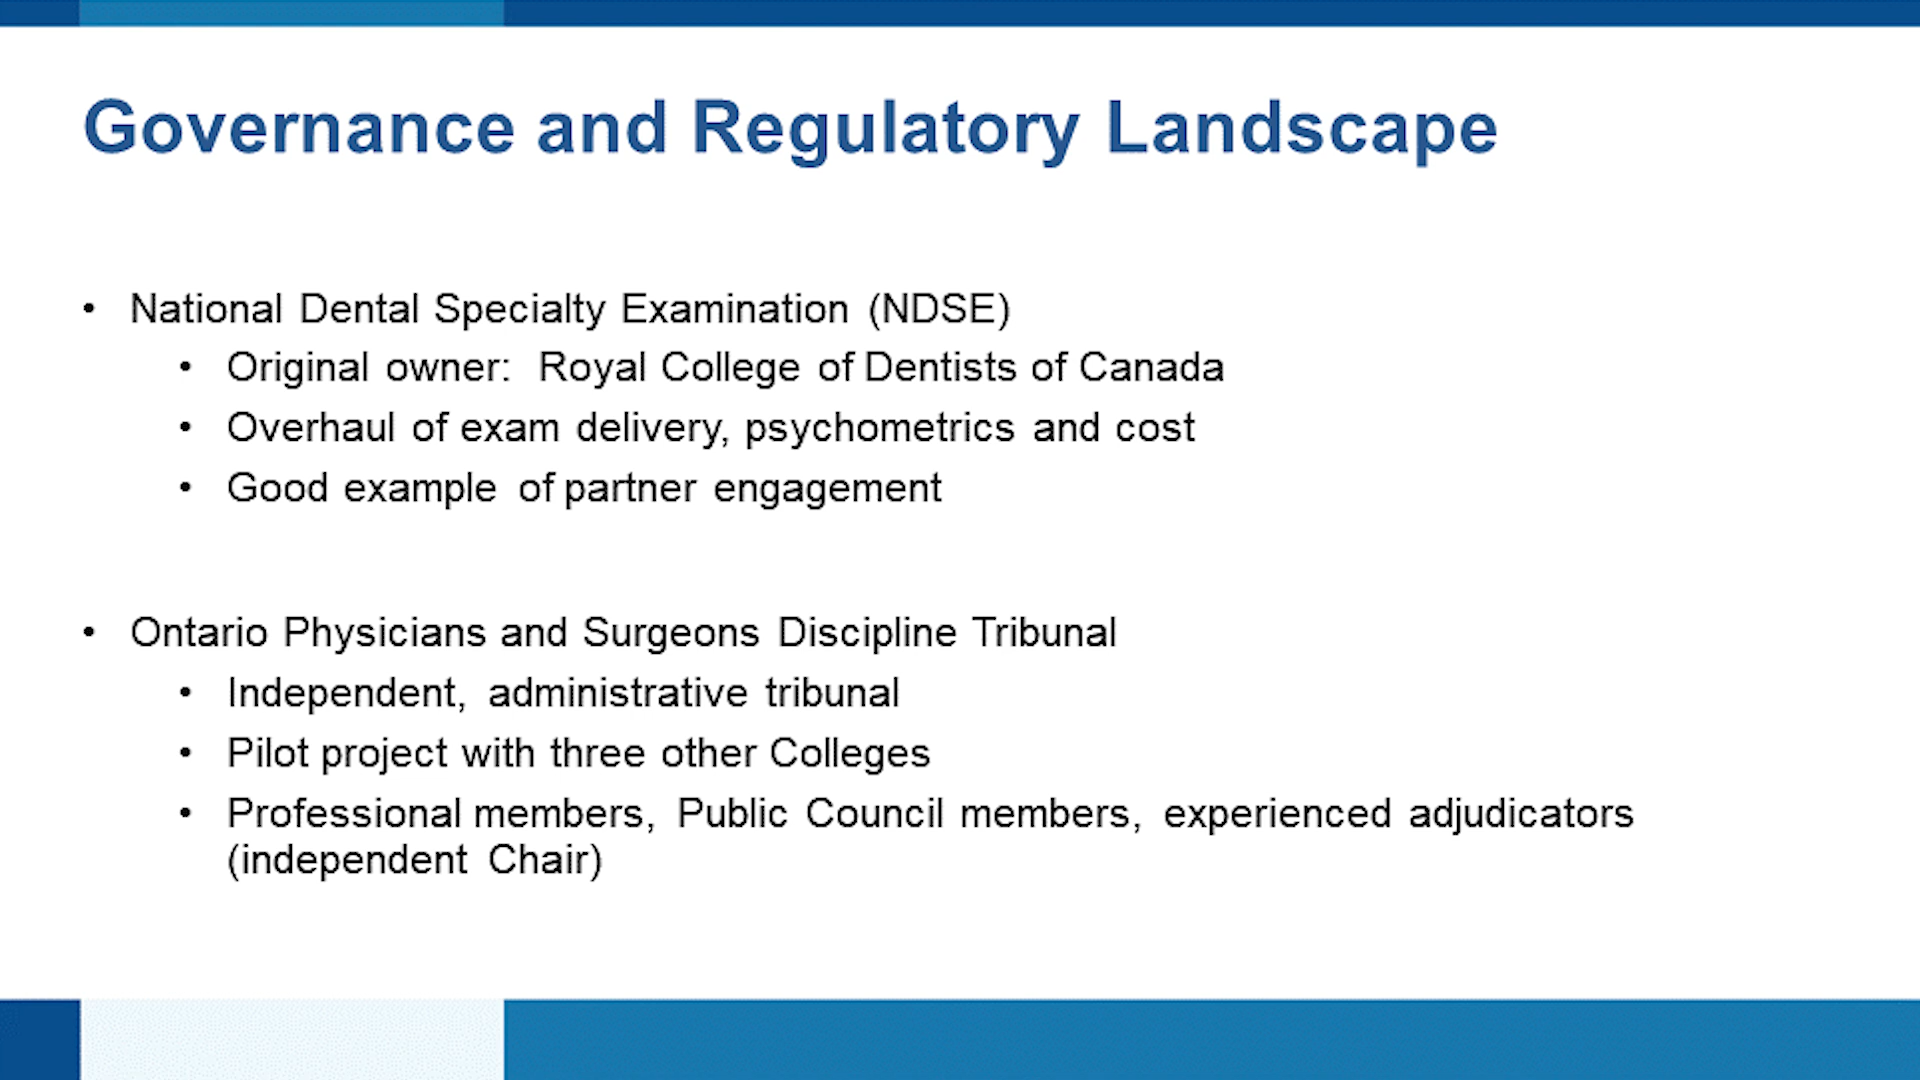 Governance and Regulatory Landscape
• National Dental Specialty Examination (NDSE)
• Original owner: Royal College of Dentists of Canada
• Overhaul of exam delivery, psychometrics and cost
• Good example of partner engagement
• Ontario Physicians and Surgeons Discipline Tribunal
• Independent, administrative tribunal
• Pilot project with three other Colleges
• Professional members, Public Council members, experienced adjudicators
(independent Chair)